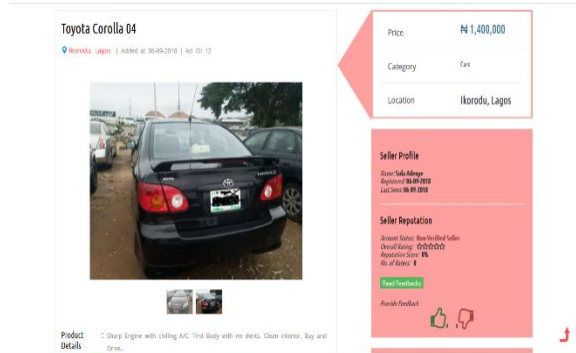 Toyota Corolla 04
Ikorodu, Lagos | Added at 06-09-2018 | Ad ID: 12
Product Details : Sharp Engine with chilling A/C. First Body with no dents. Clean interior. Buy and Drive.
Price ₦ 1,400,000
Category Cars
Location Ikorodu, Lagos
Seller Profile
Name: Sola Adeoye
Registered: 06-09-2018
Last Seen: 06-09-2018
Seller Reputation
Account Status: Non-Verified Seller
Overall Rating:
Reputation Score: 0%
No. of Raters: 0
Read Feedbacks
Provide Feedback